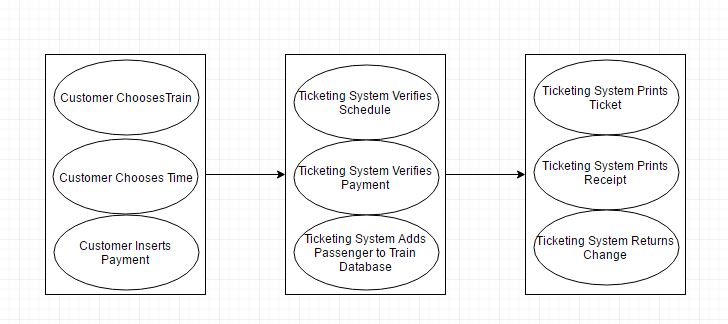 Customer ChoosesTrain
Customer Chooses Time
Customer Inserts
Payment
Ticketing System Verifies
Schedule
Ticketing System Verifies
Payment
Ticketing System Adds
Passenger to Train
Database
Ticketing System Prints
Ticket
Ticketing System Prints
Receipt
Ticketing System Returns
Change